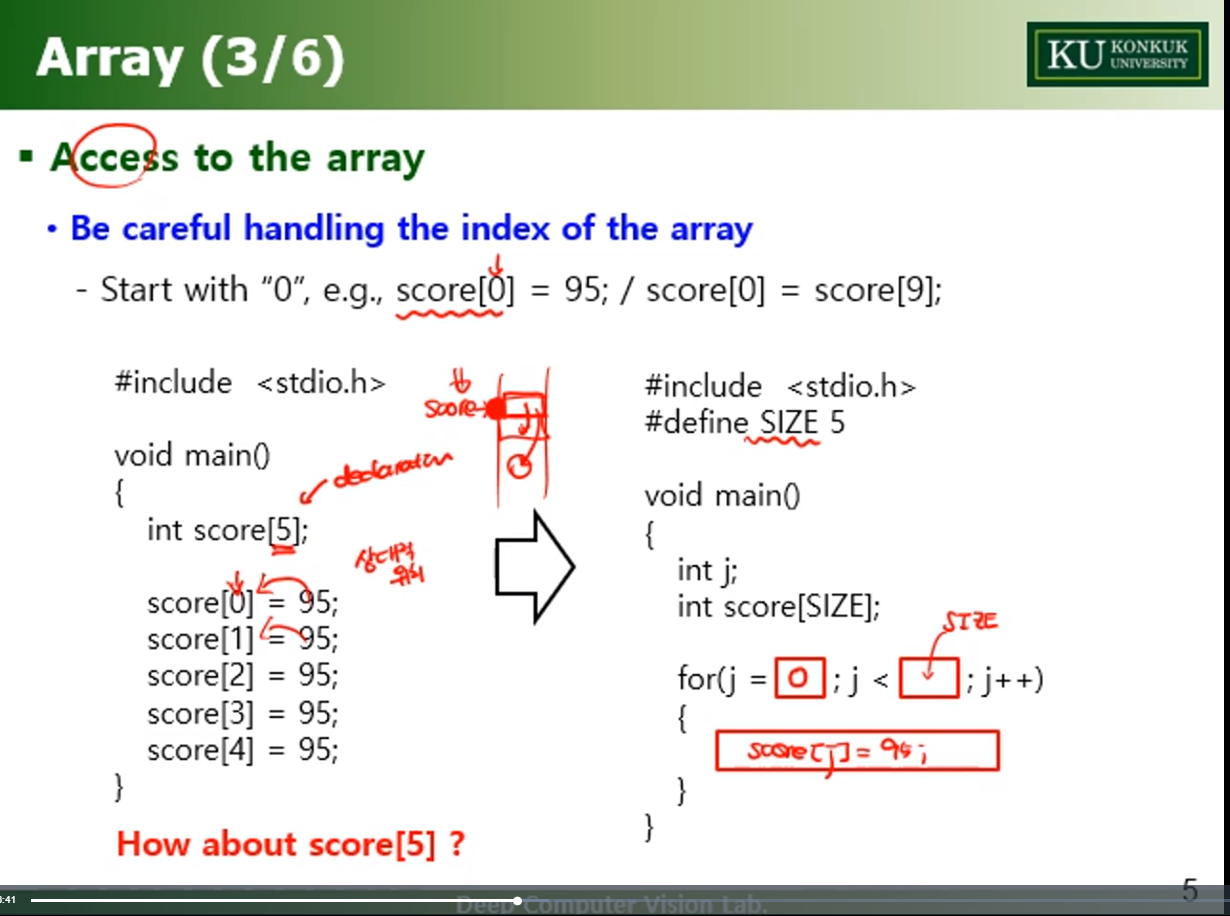 Array (3/6)
KU KONKUK
UNIVERSITY
▪ Access to the array
• Be careful handling the index of the array
- Start with “0”, e.g., score[0] = 95; / score[0] = score[9];
#include <stdio.h>
void main()
{
int score[5];
score[0] = 95;
score[1] = 95;
score[2] = 95;
score[3] = 95;
score[4] = 95;
}
How about score[5] ?
score
declaration
상대적
위치
#include <stdio.h>
#define SIZE 5
void main()
{
int j;
int score[SIZE];
SIZE
for(j = 0 ; j < ; j++)
{
score[j] = 95;
}
}
5
:41
Deep Computer Vision Lab.